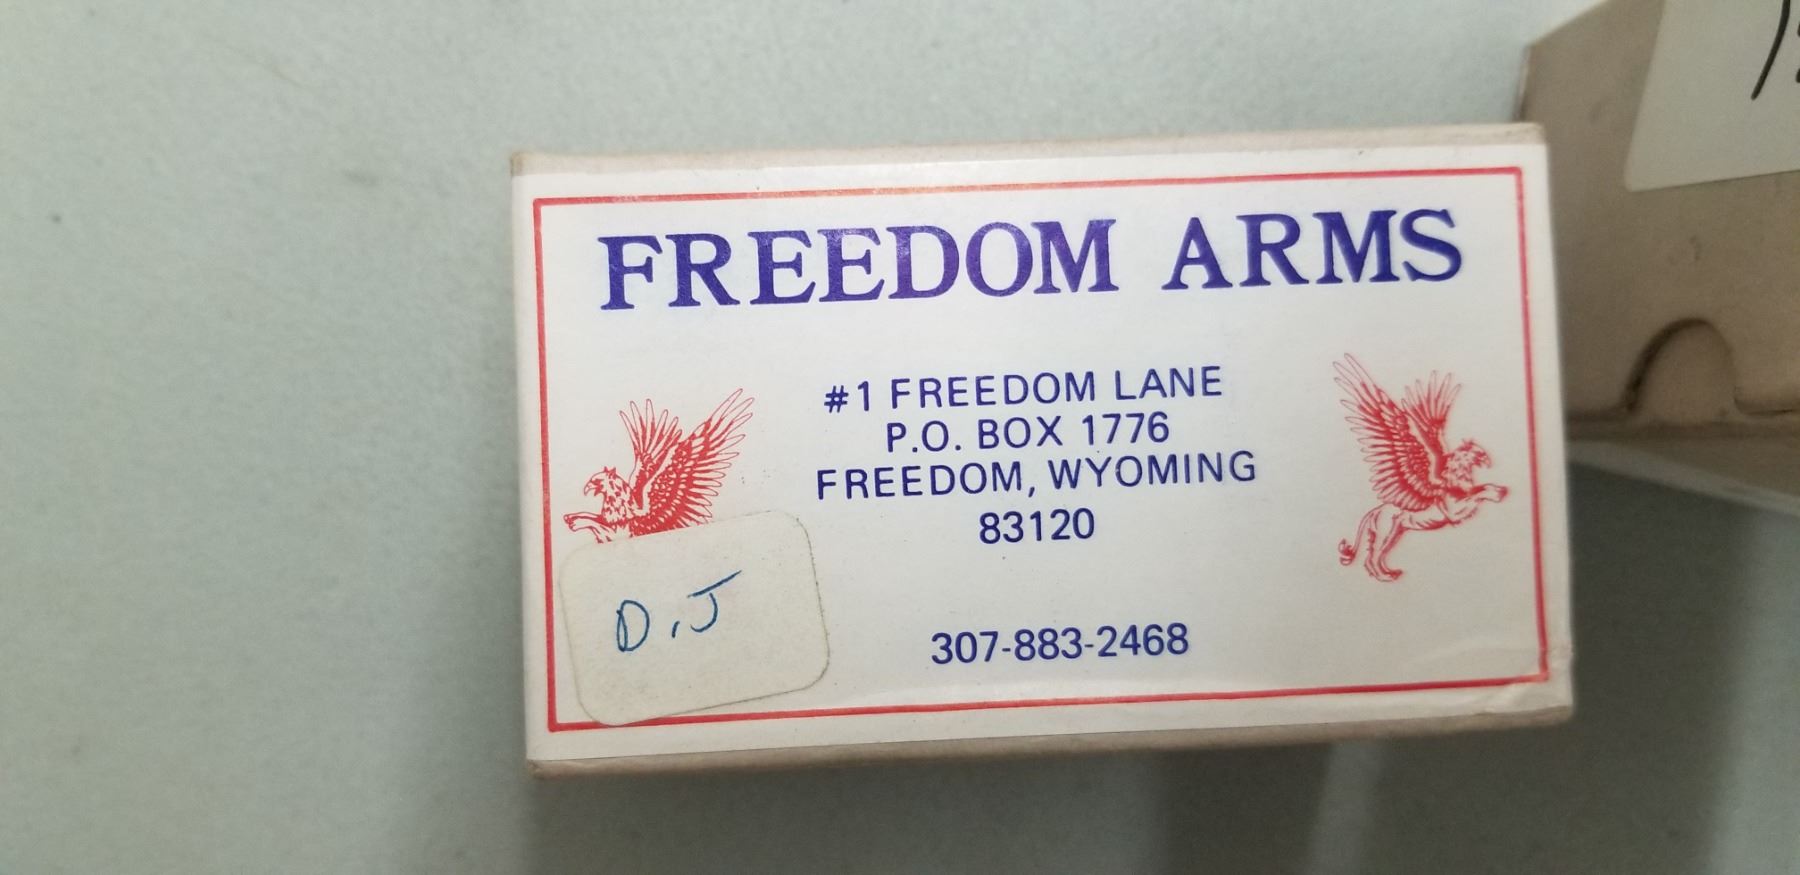 FREEDOM ARMS
#1 FREEDOM LANE
P.O. BOX 1776
FREEDOM, WYOMING
83120
D.J
307-883-2468